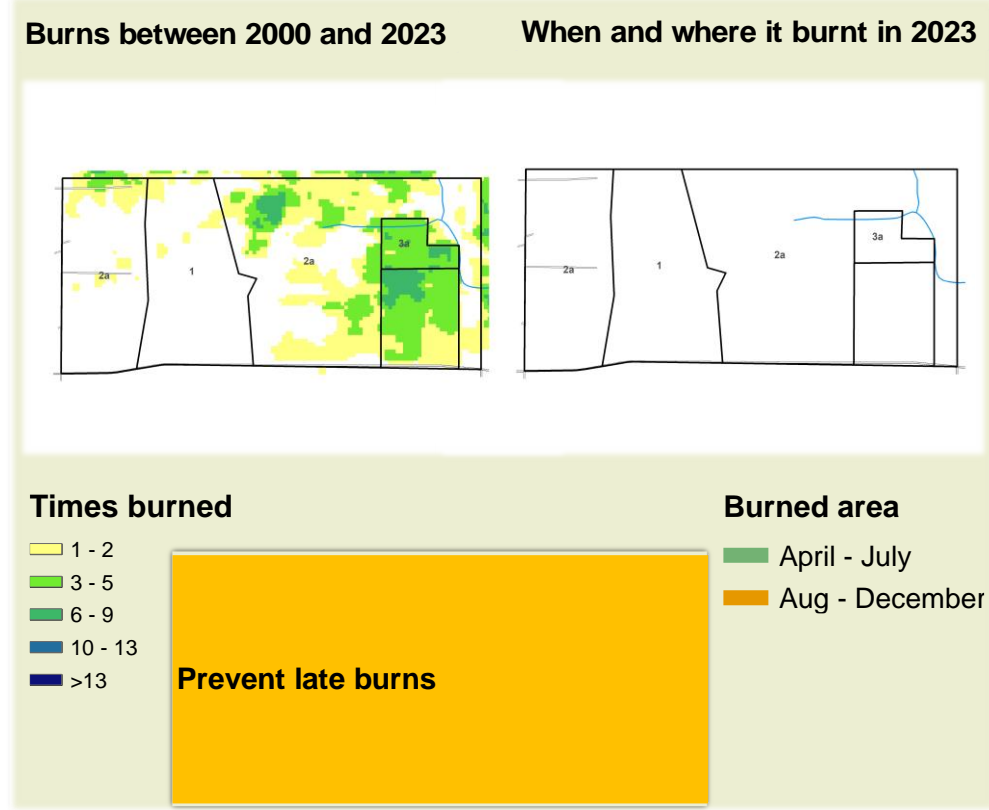 Burns between 2000 and 2023
When and where it burnt in 2023
2a
1
2a
3a
2a
1
2a
3a
Times burned
1 - 2
3 - 5
6 - 9
10 - 13
>13
Prevent late burns
Burned area
April - July
Aug - December